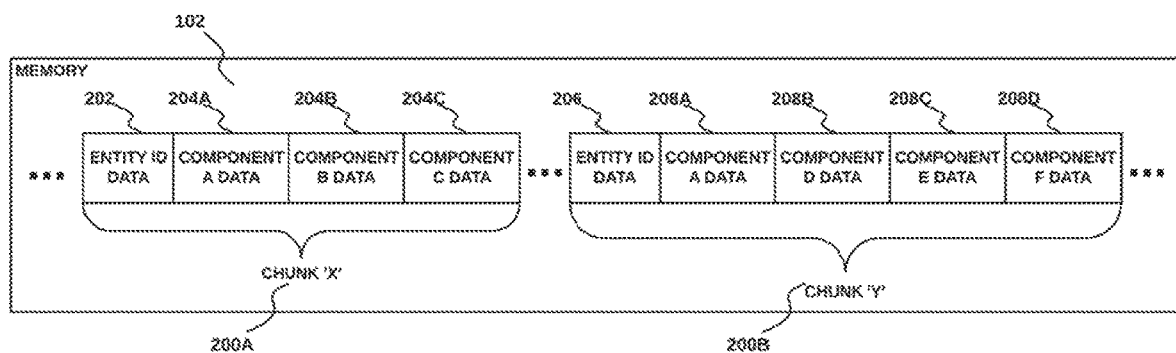 102
MEMORY
202 204A 204B 204C 206 208A 208B 208C 208D
ENTITY ID COMPONENT COMPONENT COMPONENT ENTITY ID COMPONENT COMPONENT COMPONENT COMPONENT
*** DATA A DATA B DATA C DATA *** DATA A DATA D DATA E DATA F DATA ***
CHUNK 'X'
CHUNK 'Y'
200A 200B